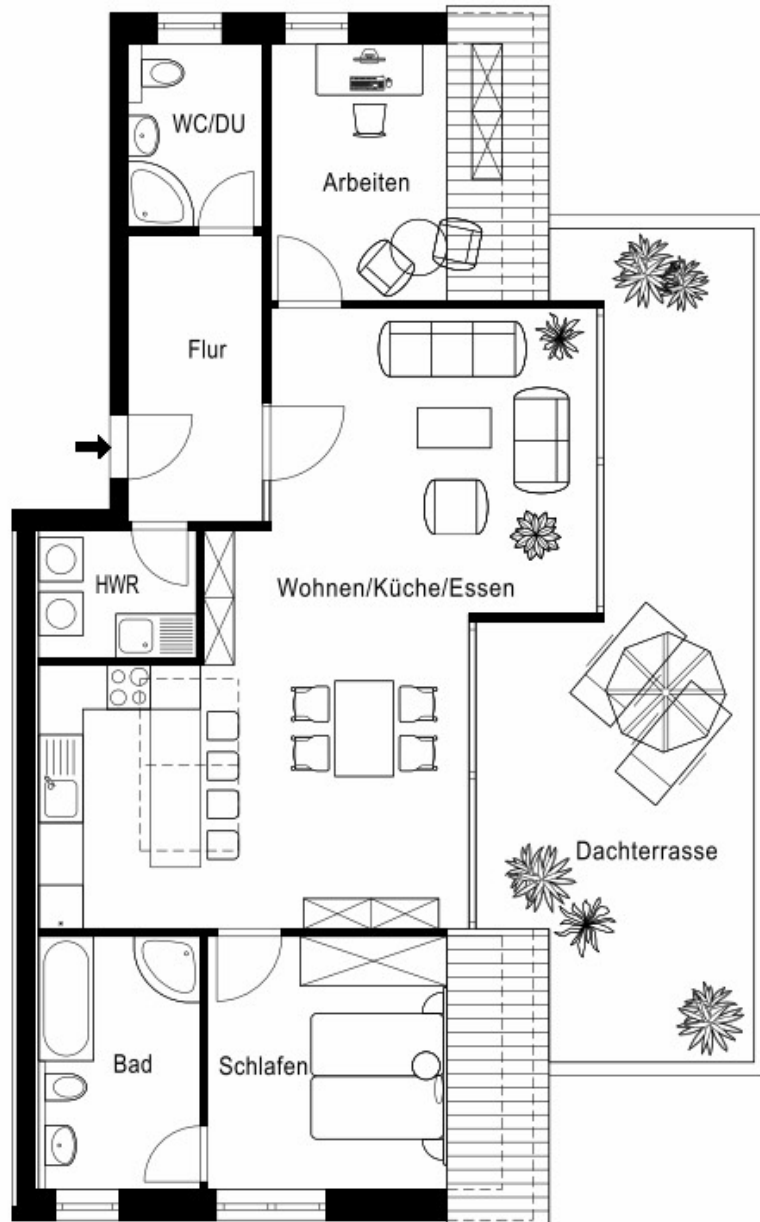 WC/DU
Arbeiten
Flur
HWR
Wohnen/Küche/Essen
Dachterrasse
Bad
Schlafen